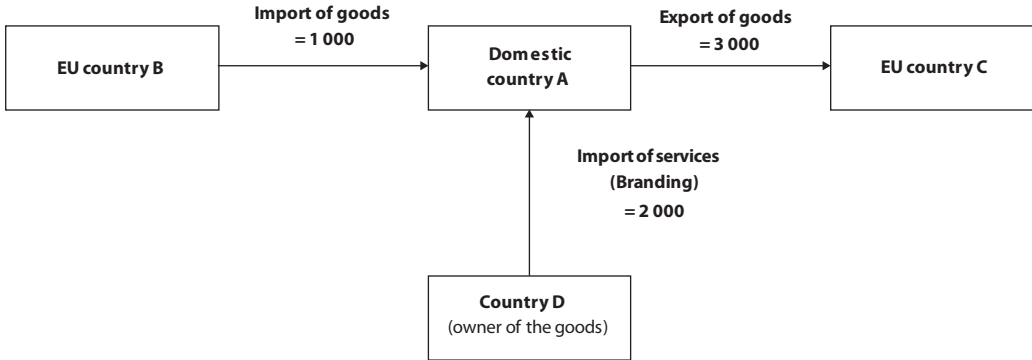 Import of goods
= 1 000
Export of goods
= 3 000
EU country B
Domestic
country A
EU country C
Import of services
(Branding)
= 2 000
Country D
(owner of the goods)